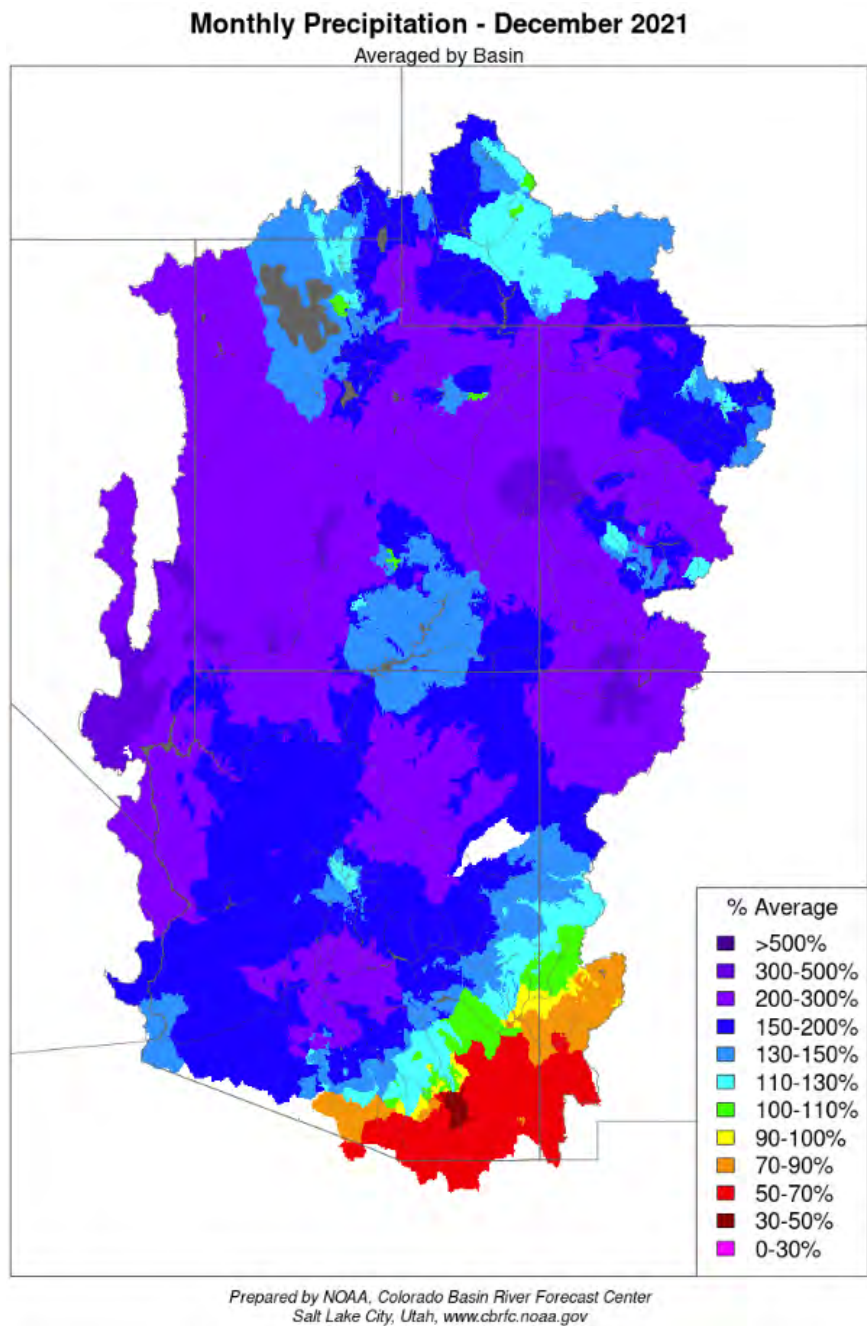 Monthly Precipitation - December 2021
Averaged by Basin
% Average
>500%
300-500%
200-300%
150-200%
130-150%
110-130%
100-110%
90-100%
70-90%
50-70%
30-50%
0-30%
Prepared by NOAA, Colorado Basin River Forecast Center
Salt Lake City, Utah, www.cbrfc.noaa.gov